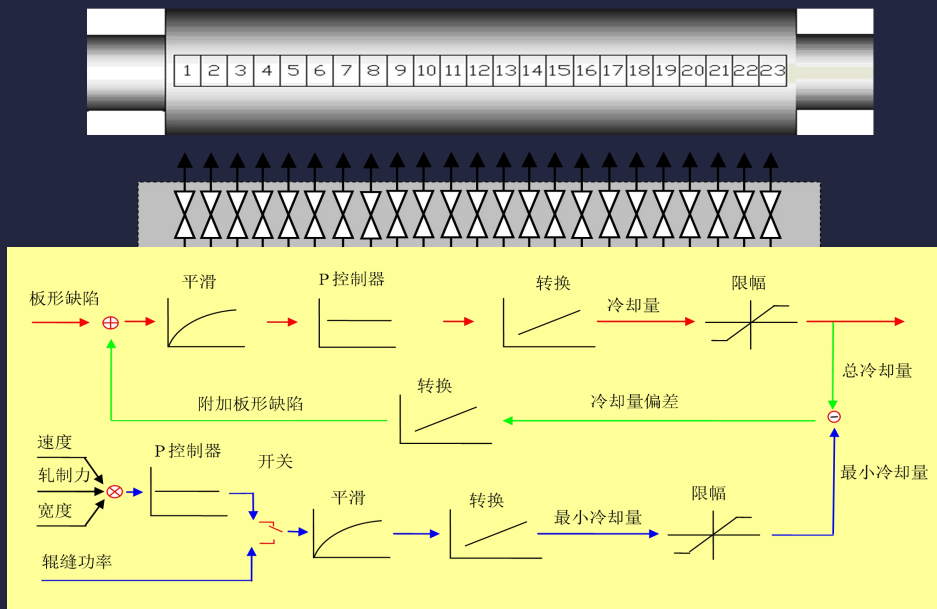 1 2 3 4 5 6 7 8 9 10 11 12 13 14 15 16 17 18 19 20 21 22 23
平滑
P控制器
转换
限幅
板形缺陷
冷却量
总冷却量
转换
附加板形缺陷
冷却量偏差
速度
P控制器
开关
轧制力
宽度
最小冷却量
平滑
转换
最小冷却量
限幅
辊缝功率